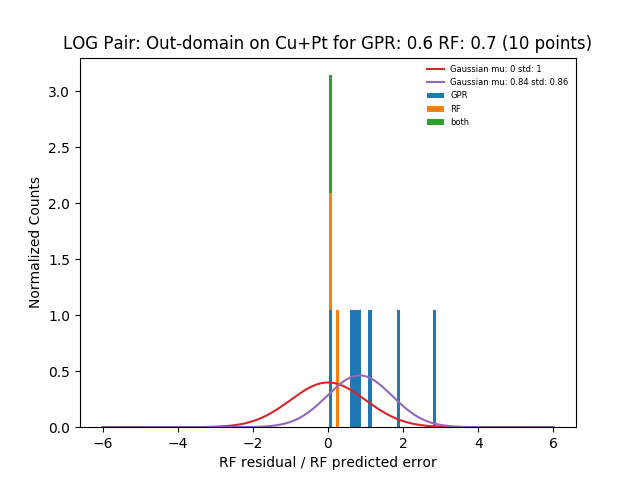 LOG Pair: Out-domain on Cu+Pt for GPR: 0.6 RF: 0.7 (10 points)
Gaussian mu: 0 std: 1
Gaussian mu: 0.84 std: 0.86
GPR
RF
both
Normalized Counts
3.0
2.5
2.0
1.5
1.0
0.5
0.0
−6 −4 −2 0 2 4 6
RF residual / RF predicted error